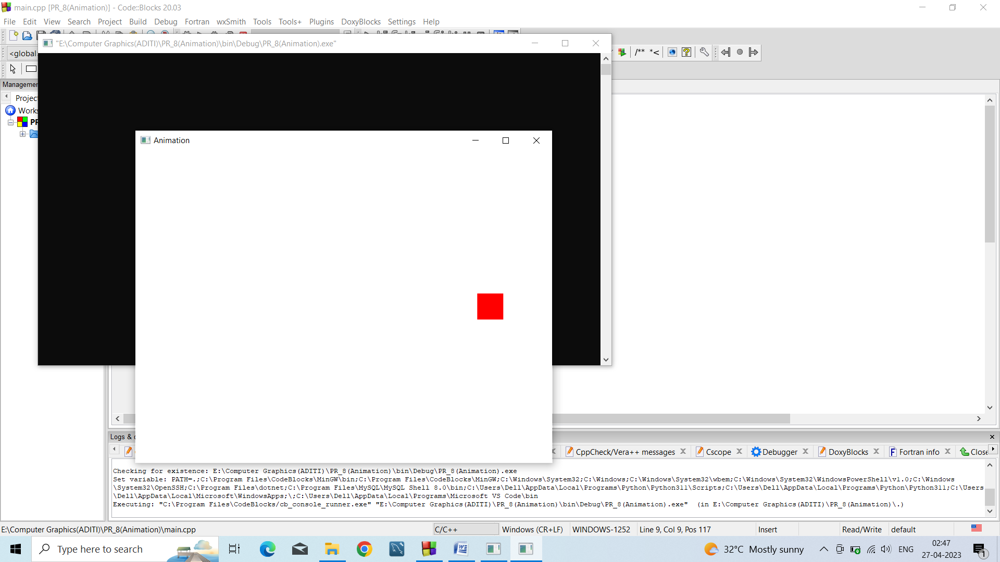 main.cpp [PR_8(Animation)] - Code::Blocks 20.03
File Edit View Search Project Build Debug Fortran wxSmith Tools Tools+ Plugins DoxyBlocks Settings Help
"E:\Computer Graphics(ADITI)\PR_8(Animation)\bin\Debug\PR_8(Animation).exe"
<global
/** *<
Animation
Logs &
CppCheck/Vera++ messages Cscope Debugger DoxyBlocks Fortran info Close
Checking for existence: E:\Computer Graphics(ADITI)\PR_8(Animation)\bin\Debug\PR_8(Animation).exe
Set variable: PATH=.;C:\Program Files\CodeBlocks\MinGW\bin;C:\Program Files\CodeBlocks\MinGW;C:\Windows\System32;C:\Windows;C:\Windows\System32\wbem;C:\Windows\System32\WindowsPowerShell\v1.0;C:\Windows
\System32\OpenSSH;C:\Program Files\dotnet;C:\Program Files\MySQL\MySQL Shell 8.0\bin;C:\Users\Dell\AppData\Local\Programs\Python\Python311\Scripts;C:\Users\Dell\AppData\Local\Programs\Python\Python311;C:\Users
\Dell\AppData\Local\Microsoft\WindowsApps;\;C:\Users\Dell\AppData\Local\Programs\Microsoft VS Code\bin
Executing: "C:\Program Files\CodeBlocks/cb_console_runner.exe" "E:\Computer Graphics(ADITI)\PR_8(Animation)\bin\Debug\PR_8(Animation).exe" (in E:\Computer Graphics(ADITI)\PR_8(Animation)\.)
E:\Computer Graphics(ADITI)\PR_8(Animation)\main.cpp C/C++ Windows (CR+LF) WINDOWS-1252 Line 9, Col 9, Pos 117 Insert Read/Write default
Type here to search
32°C Mostly sunny
ENG
02:47
27-04-2023
1